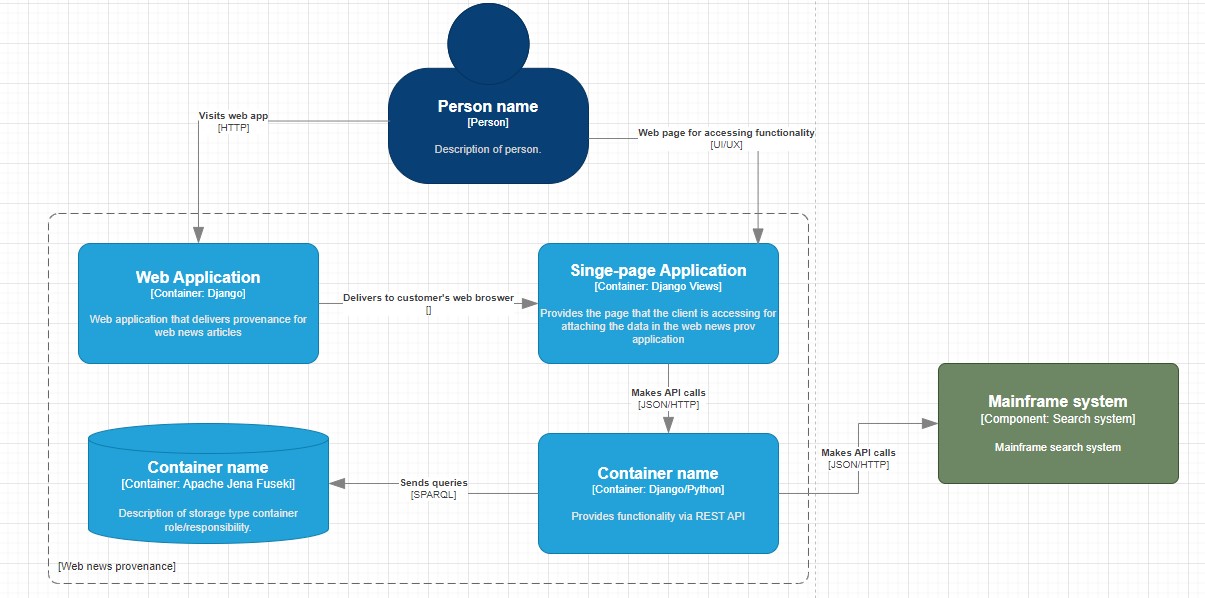 Person name
[Person]
Description of person.
Visits web app
[HTTP]
Web page for accessing functionality
[UI/UX]
Web Application
[Container: Django]
Web application that delivers provenance for
web news articles
Delivers to customer's web broswer
[]
Singe-page Application
[Container: Django Views]
Provides the page that the client is accessing for
attaching the data in the web news prov
application
Makes API calls
[JSON/HTTP]
Mainframe system
[Component: Search system]
Mainframe search system
Container name
[Container: Apache Jena Fuseki]
Description of storage type container
role/responsibility.
Sends queries
[SPARQL]
Container name
[Container: Django/Python]
Provides functionality via REST API
Makes API calls
[JSON/HTTP]
[Web news provenance]